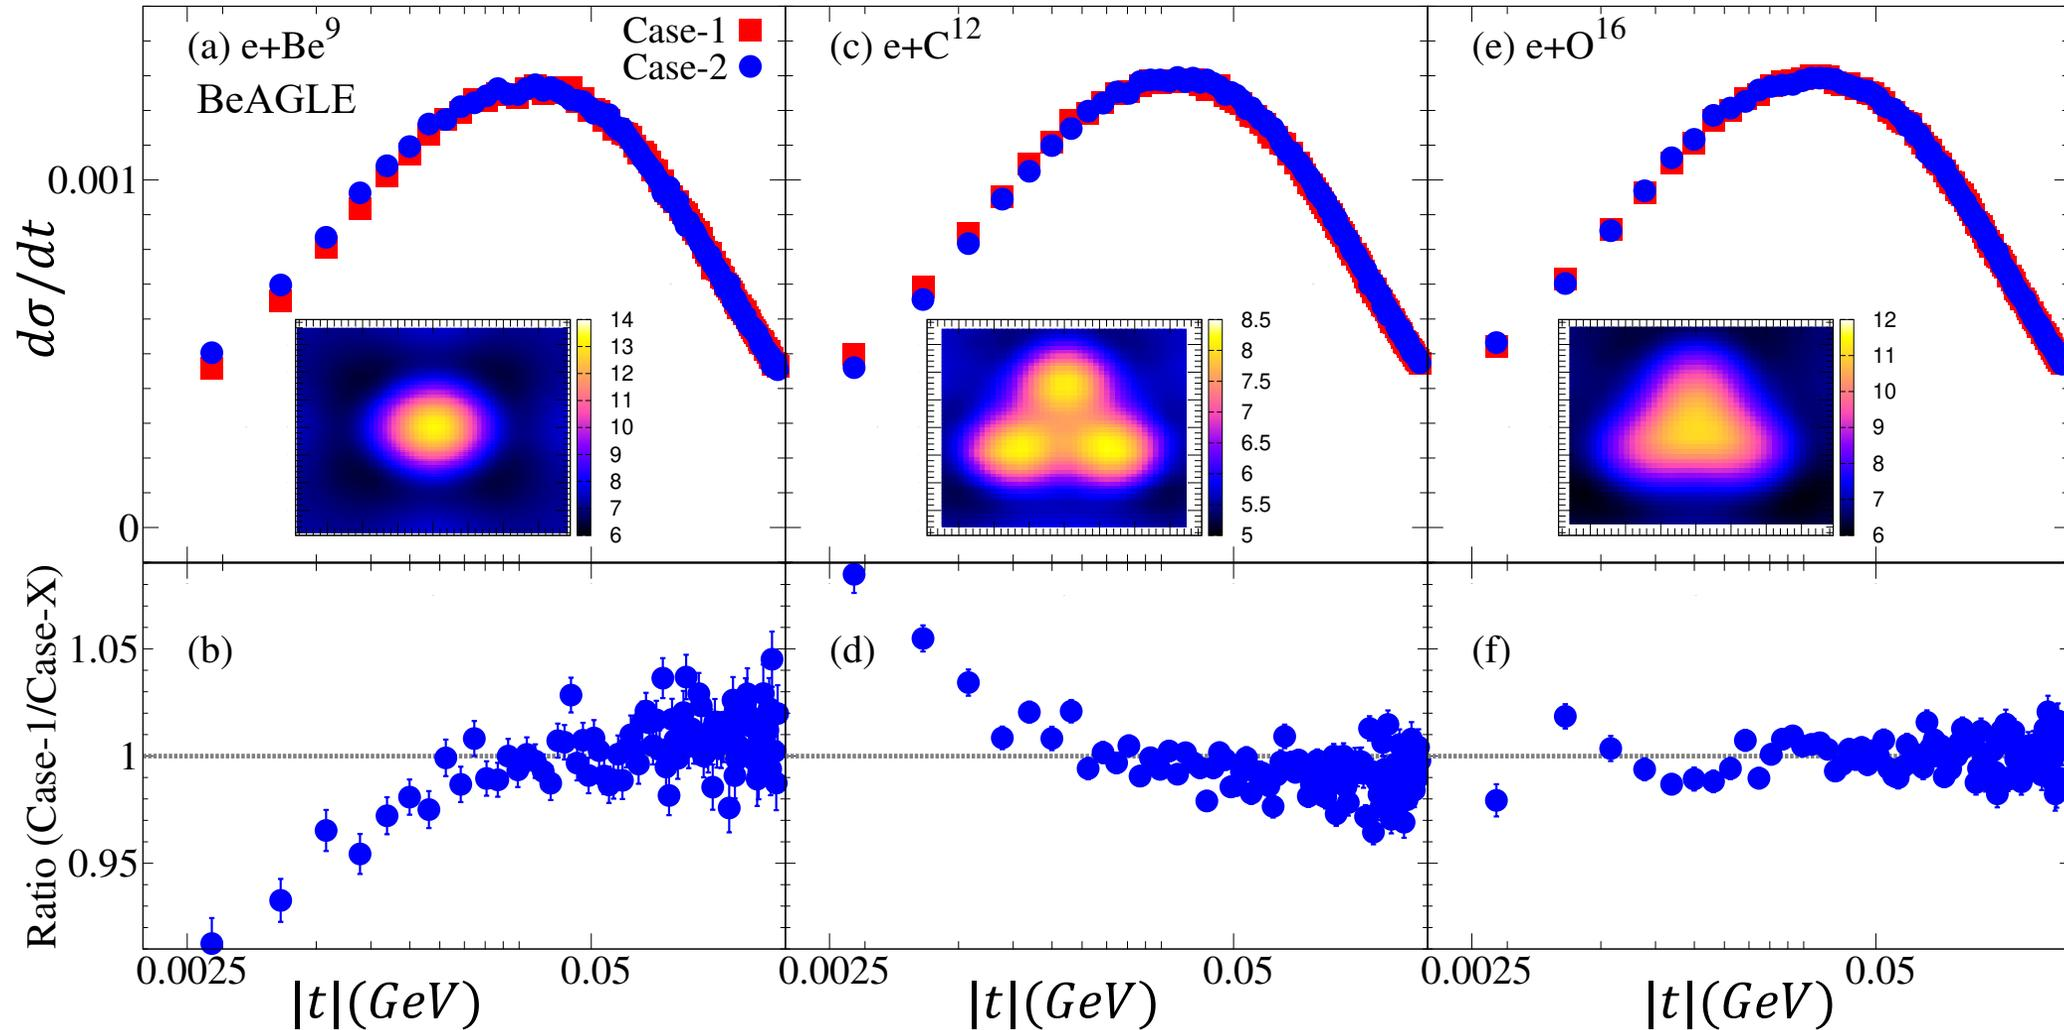 (a) e+Be⁹
BeAGLE
Case-1
Case-2
(c) e+C¹²
(e) e+O¹⁶
dσ/dt
0.001
0
14
13
12
11
10
9
8
7
6
8.5
8
7.5
7
6.5
6
5.5
5
12
11
10
9
8
7
6
Ratio (Case-1/Case-X)
1.05
1
0.95
(b)
(d)
(f)
0.0025 0.05 0.0025 0.05 0.0025 0.05
|t|(GeV) |t|(GeV) |t|(GeV)